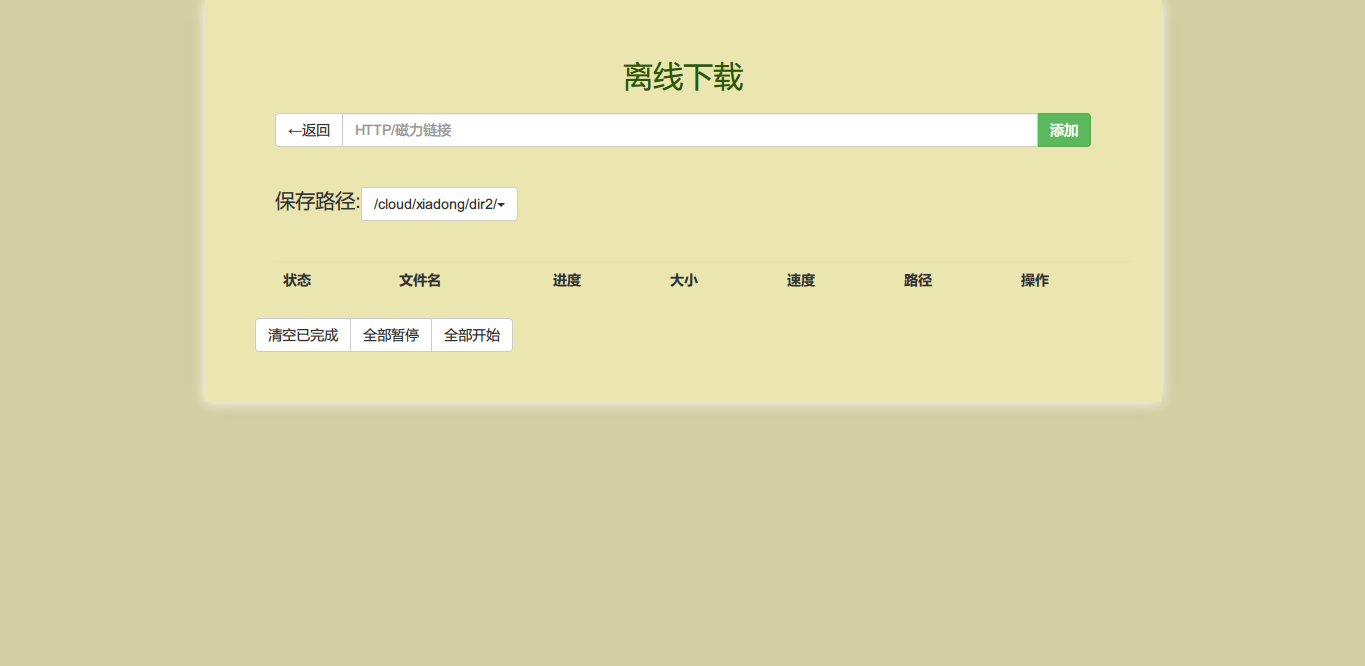 离线下载
←返回 HTTP/磁力链接 添加
保存路径: /cloud/xiadong/dir2/
状态 文件名 进度 大小 速度 路径 操作
清空已完成 全部暂停 全部开始